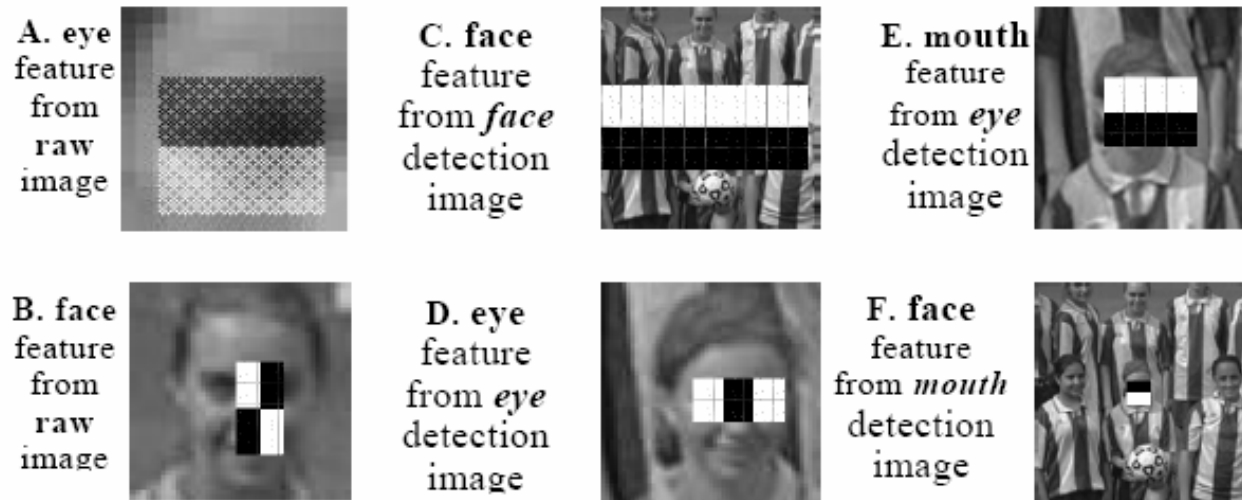 A. eye
feature
from
raw
image
C. face
feature
from face
detection
image
E. mouth
feature
from eye
detection
image
B. face
feature
from
raw
image
D. eye
feature
from eye
detection
image
F. face
feature
from mouth
detection
image